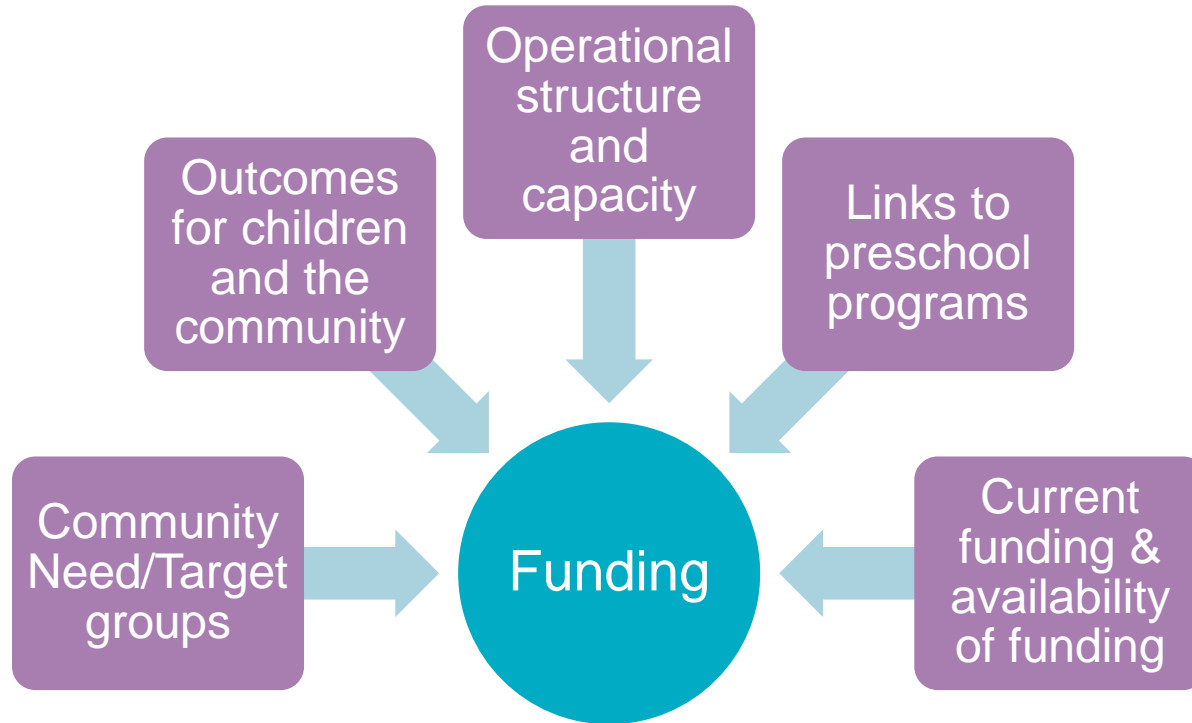 Operational
structure
and
capacity
Outcomes
for children
and the
community
Links to
preschool
programs
Community
Need/Target
groups
Funding
Current
funding &
availability
of funding